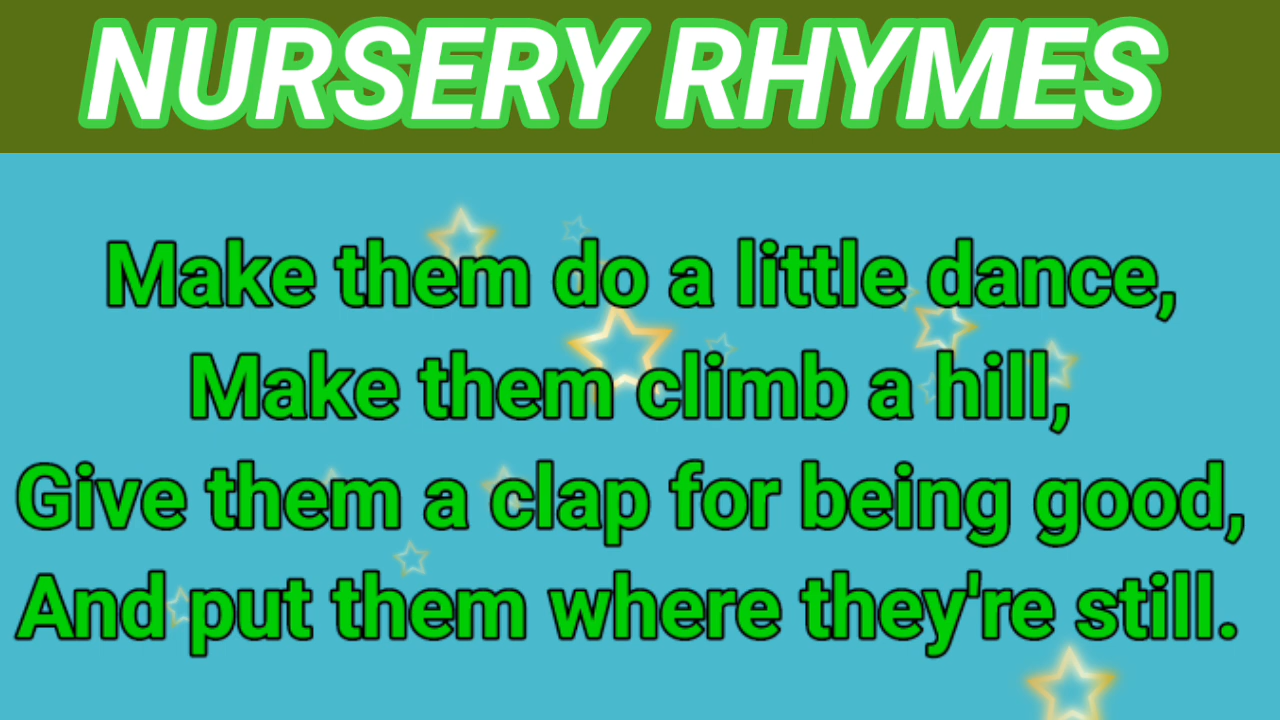 NURSERY RHYMES
Make them do a little dance,
Make them climb a hill,
Give them a clap for being good,
And put them where they're still.